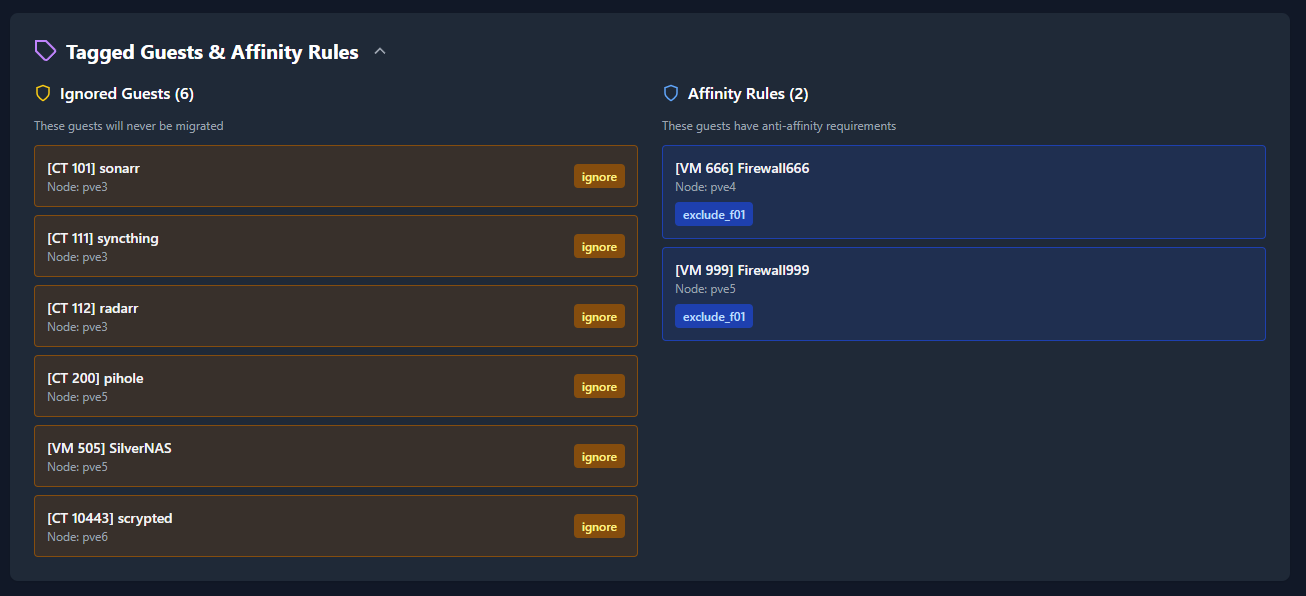 Tagged Guests & Affinity Rules
Ignored Guests (6)
These guests will never be migrated
[CT 101] sonarr
Node: pve3
ignore
[CT 111] syncthing
Node: pve3
ignore
[CT 112] radarr
Node: pve3
ignore
[CT 200] pihole
Node: pve5
ignore
[VM 505] SilverNAS
Node: pve5
ignore
[CT 10443] scrypted
Node: pve6
ignore
Affinity Rules (2)
These guests have anti-affinity requirements
[VM 666] Firewall666
Node: pve4
exclude_f01
[VM 999] Firewall999
Node: pve5
exclude_f01